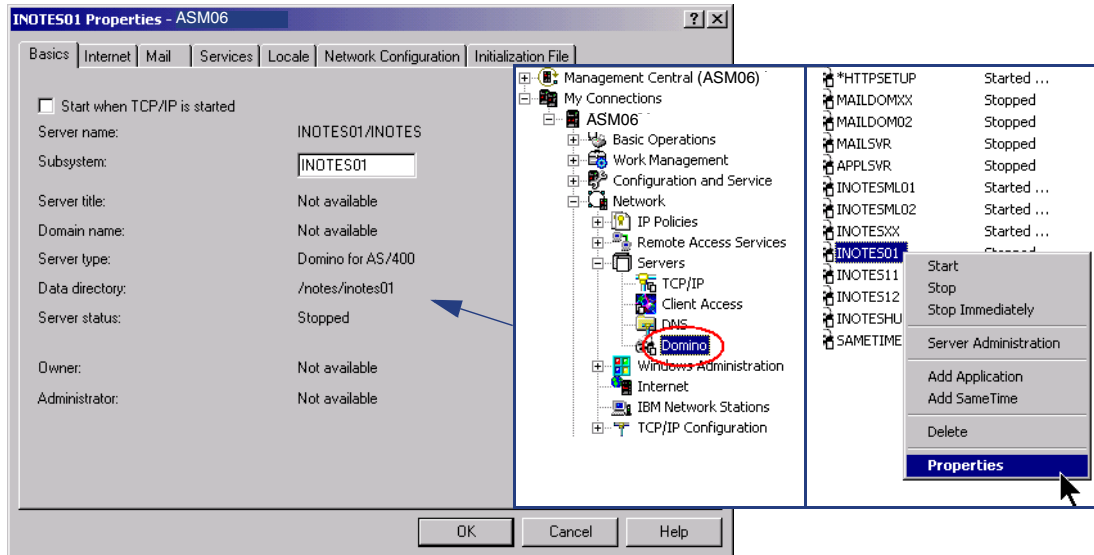 INOTES01 Properties - ASM06
Basics Internet Mail Services Locale Network Configuration Initialization File
Start when TCP/IP is started
Server name: INOTES01/INOTES
Subsystem: INOTES01
Server title: Not available
Domain name: Not available
Server type: Domino for AS/400
Data directory: /notes/inotes01
Server status: Stopped
Owner: Not available
Administrator: Not available
OK Cancel Help
Management Central (ASM06)
My Connections
ASM06
Basic Operations
Work Management
Configuration and Service
Network
IP Policies
Remote Access Services
Servers
TCP/IP
Client Access
DNS
Domino
Windows Administration
Internet
IBM Network Stations
TCP/IP Configuration
*HTTPSETUP Started ...
MAILDOMXX Stopped
MAILDOM02 Stopped
MAILSVR Stopped
APPLSVR Stopped
INOTESML01 Started ...
INOTESML02 Started ...
INOTESXX Started ...
INOTES01 Stopped
INOTES11
INOTES12
INOTESHU
SAMETIME
Start
Stop
Stop Immediately
Server Administration
Add Application
Add SameTime
Delete
Properties